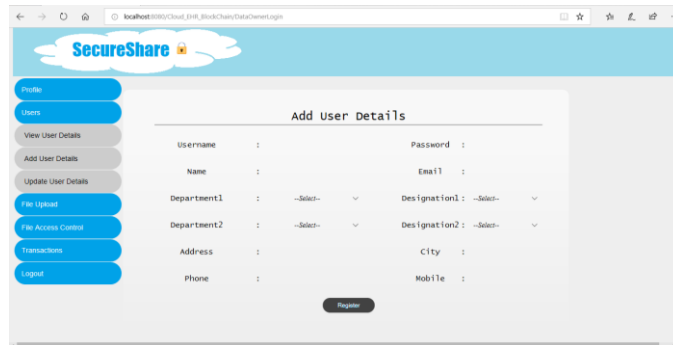 localhost:8080/Cloud_EHR_BlockChain/DataOwnerLogin
SecureShare
Profile
Users
View User Details
Add User Details
Update User Details
File Upload
File Access Control
Transactions
Logout
Add User Details
Username : Password :
Name : Email :
Department1 : --Select-- Designation1 : --Select--
Department2 : --Select-- Designation2 : --Select--
Address : City :
Phone : Mobile :
Register